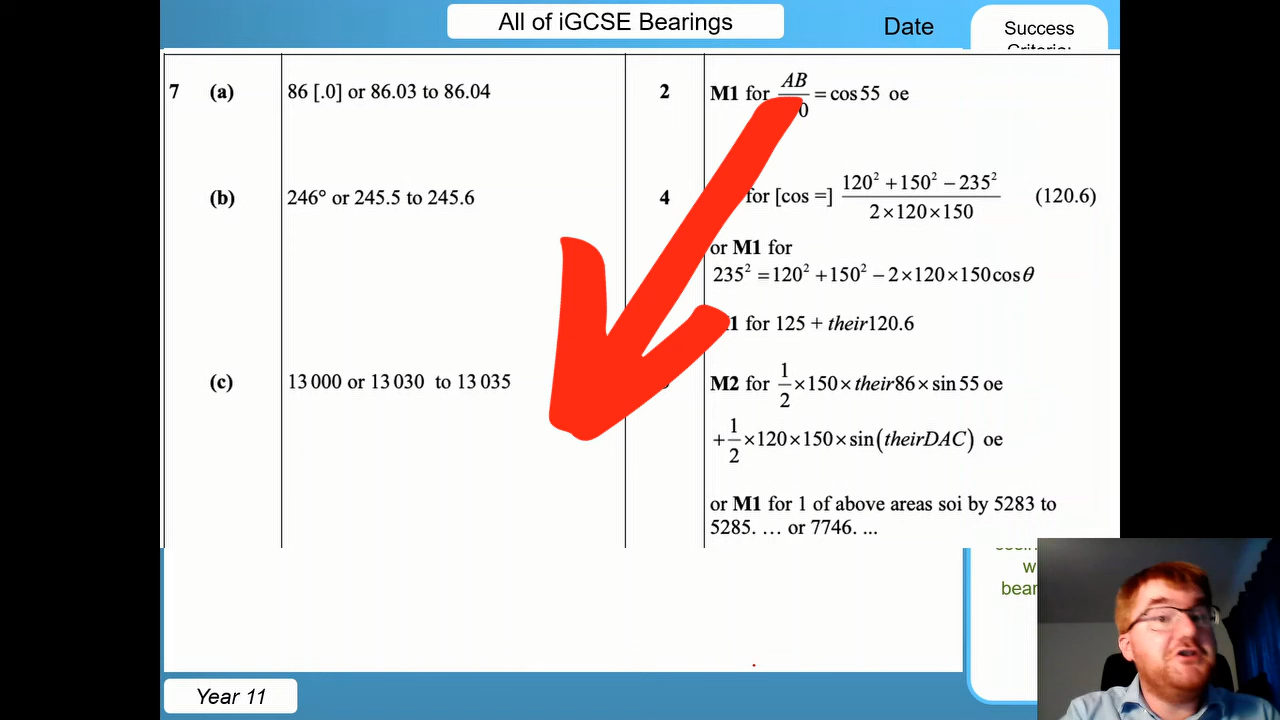 All of iGCSE Bearings
Date
Success
Criteria:
7 (a) 86 [.0] or 86.03 to 86.04 2 M1 for AB/ 0 = cos 55 oe
(b) 246° or 245.5 to 245.6 4 for [cos =] (120² + 150² − 235²)/(2 × 120 × 150) (120.6)
or M1 for
235² = 120² + 150² − 2 × 120 × 150 cos θ
1 for 125 + their120.6
(c) 13 000 or 13 030 to 13 035 M2 for 1/2 × 150 × their86 × sin 55 oe
+ 1/2 × 120 × 150 × sin(theirDAC) oe
or M1 for 1 of above areas soi by 5283 to
5285. … or 7746. ...
w
bear
Year 11